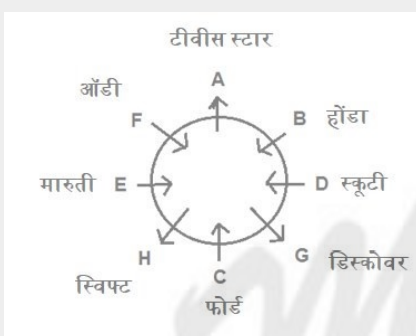 टीवीस स्टार
A
ऑडी
F
B होंडा
मारुती E
D स्कूटी
H
G डिस्कोवर
स्विफ्ट
C
फोर्ड